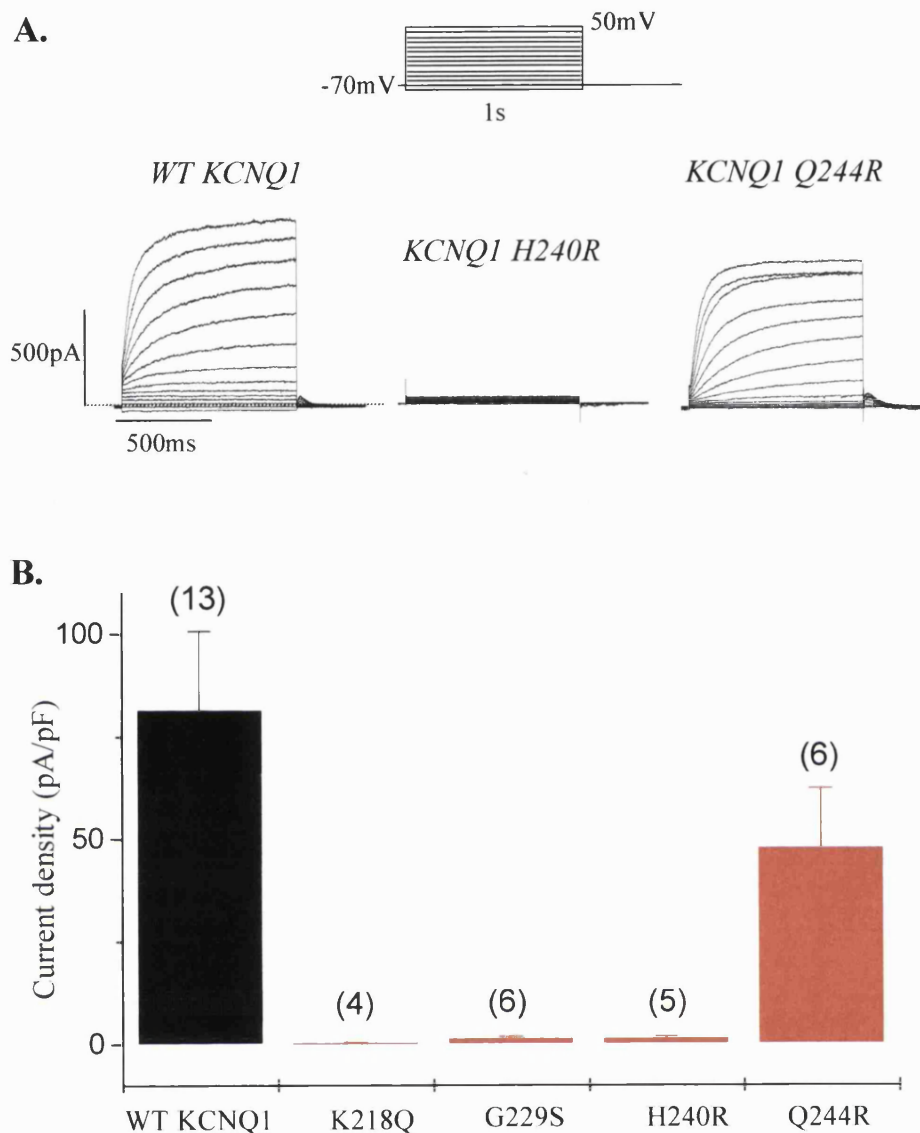 A.
50mV
-70mV
1s
WT KCNQ1
KCNQ1 H240R
KCNQ1 Q244R
500pA
500ms
B.
Current density (pA/pF)
100
50
0
(13)
(4)
(6)
(5)
(6)
WT KCNQ1
K218Q
G229S
H240R
Q244R